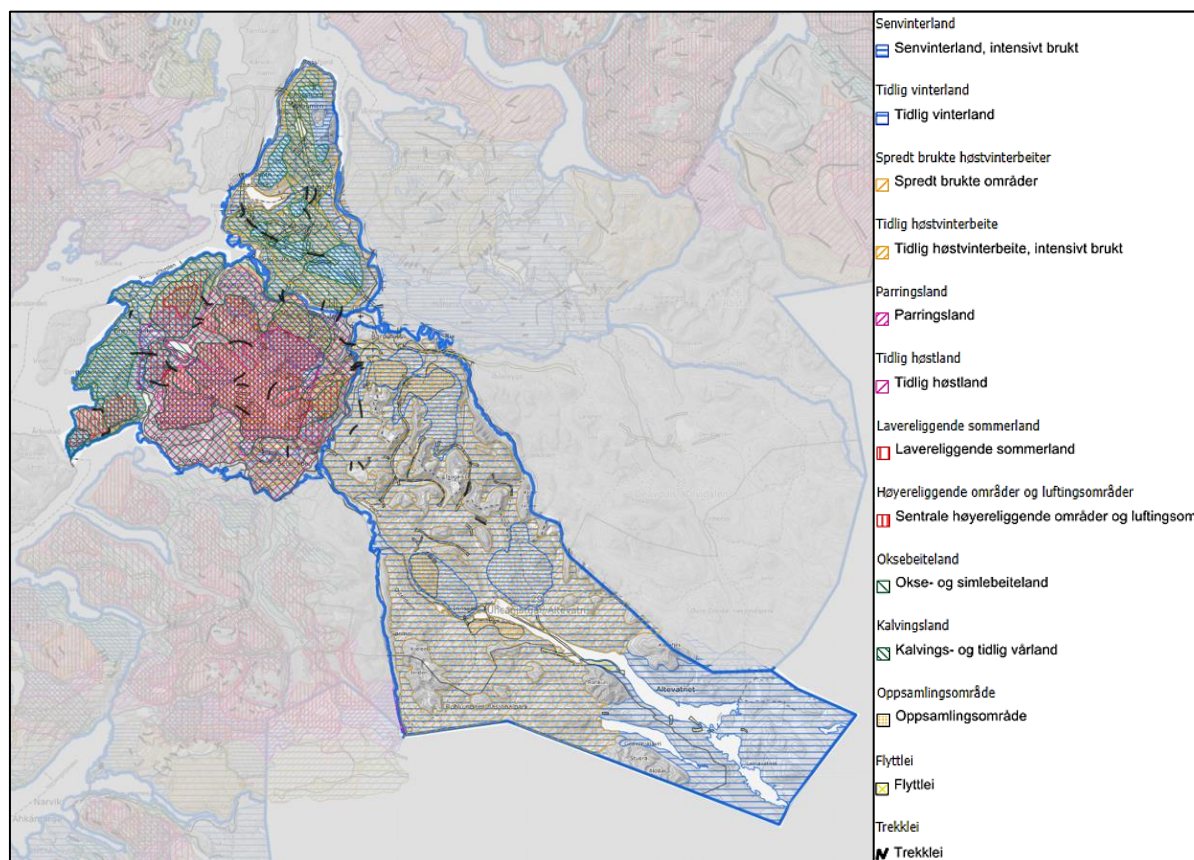 Senvinterland
Senvinterland, intensivt brukt
Tidlig vinterland
Tidlig vinterland
Spredt brukte høstvinterbeiter
Spredt brukte områder
Tidlig høstvinterbeite
Tidlig høstvinterbeite, intensivt brukt
Parringsland
Parringsland
Tidlig høstland
Tidlig høstland
Lavereliggende sommerland
Lavereliggende sommerland
Høyereliggende områder og luftingsområder
Sentrale høyereliggende områder og luftingsom
Oksebeiteland
Okse- og simlebeiteland
Kalvingsland
Kalvings- og tidlig vårland
Oppsamlingsområde
Oppsamlingsområde
Flyttlei
Flyttlei
Trekklei
Trekklei
Altevatn
Altevatnet
Narvik